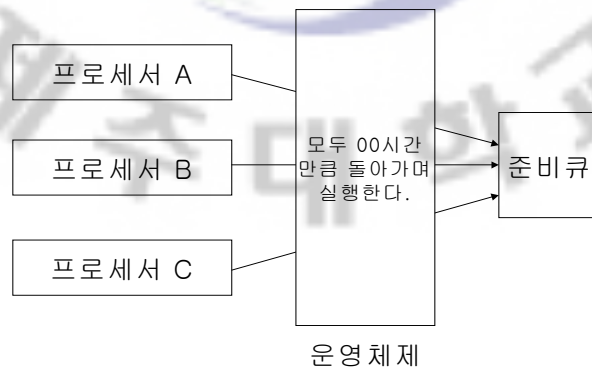 프로세서 A
프로세서 B
프로세서 C
모두 00시간
만큼 돌아가며
실행한다.
준비큐
운영체제